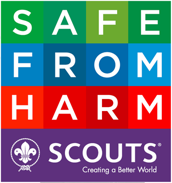 SAFE
FROM
HARM
SCOUTS®
Creating a Better World